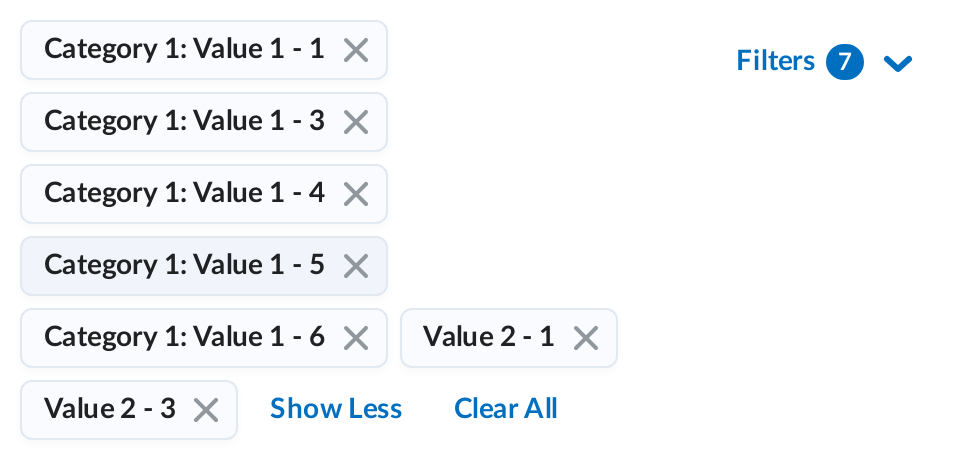 Category 1: Value 1 - 1
Filters 7
Category 1: Value 1 - 3
Category 1: Value 1 - 4
Category 1: Value 1 - 5
Category 1: Value 1 - 6 Value 2 - 1
Value 2 - 3 Show Less Clear All